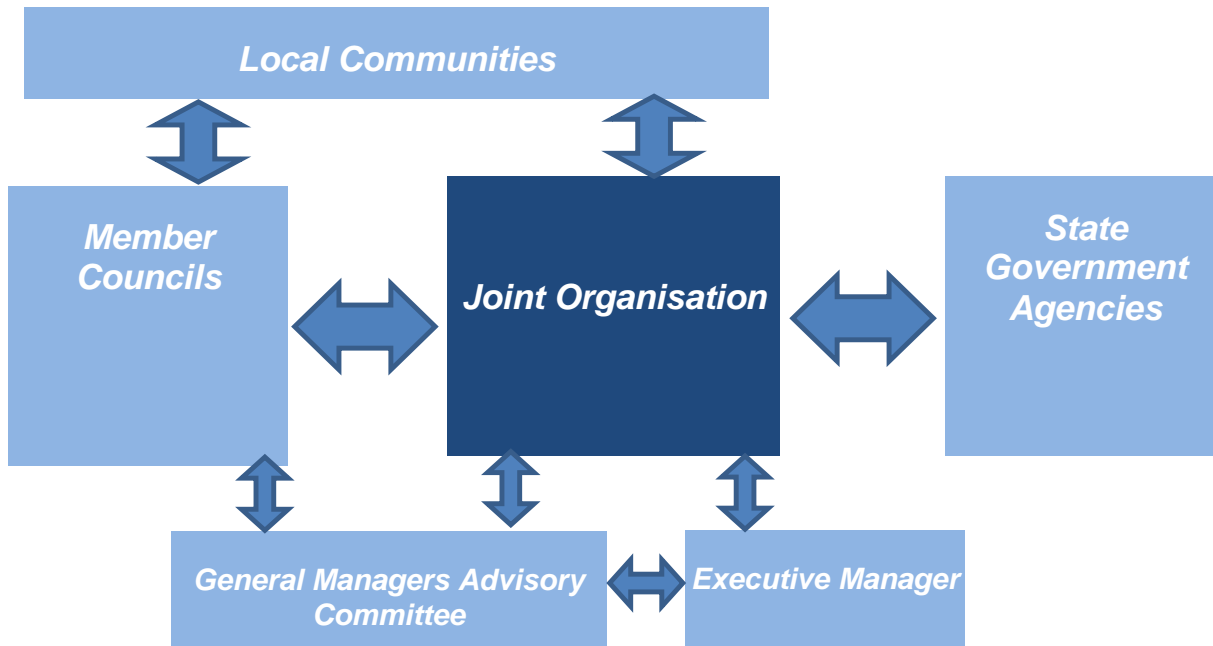 Local Communities
Member
Councils
Joint Organisation
State
Government
Agencies
General Managers Advisory
Committee
Executive Manager